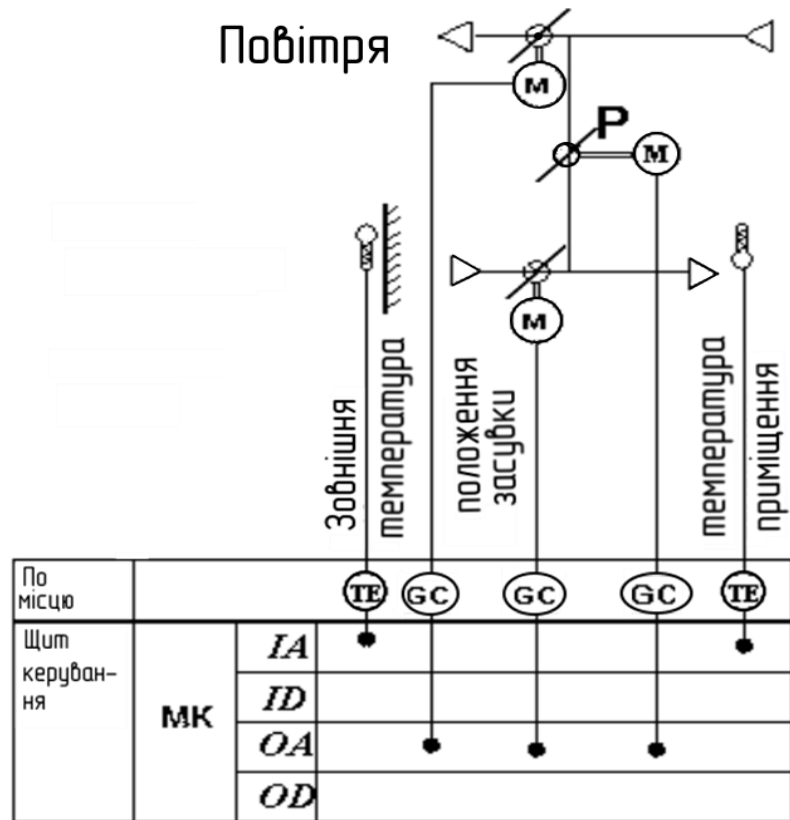 Повітря
M
P
M
M
Зовнішня
температура
положення
засувки
температура
приміщення
По
місцю
TE
GC
GC
GC
TE
Щит
керуван-
ня
МК
IA
ID
OA
OD